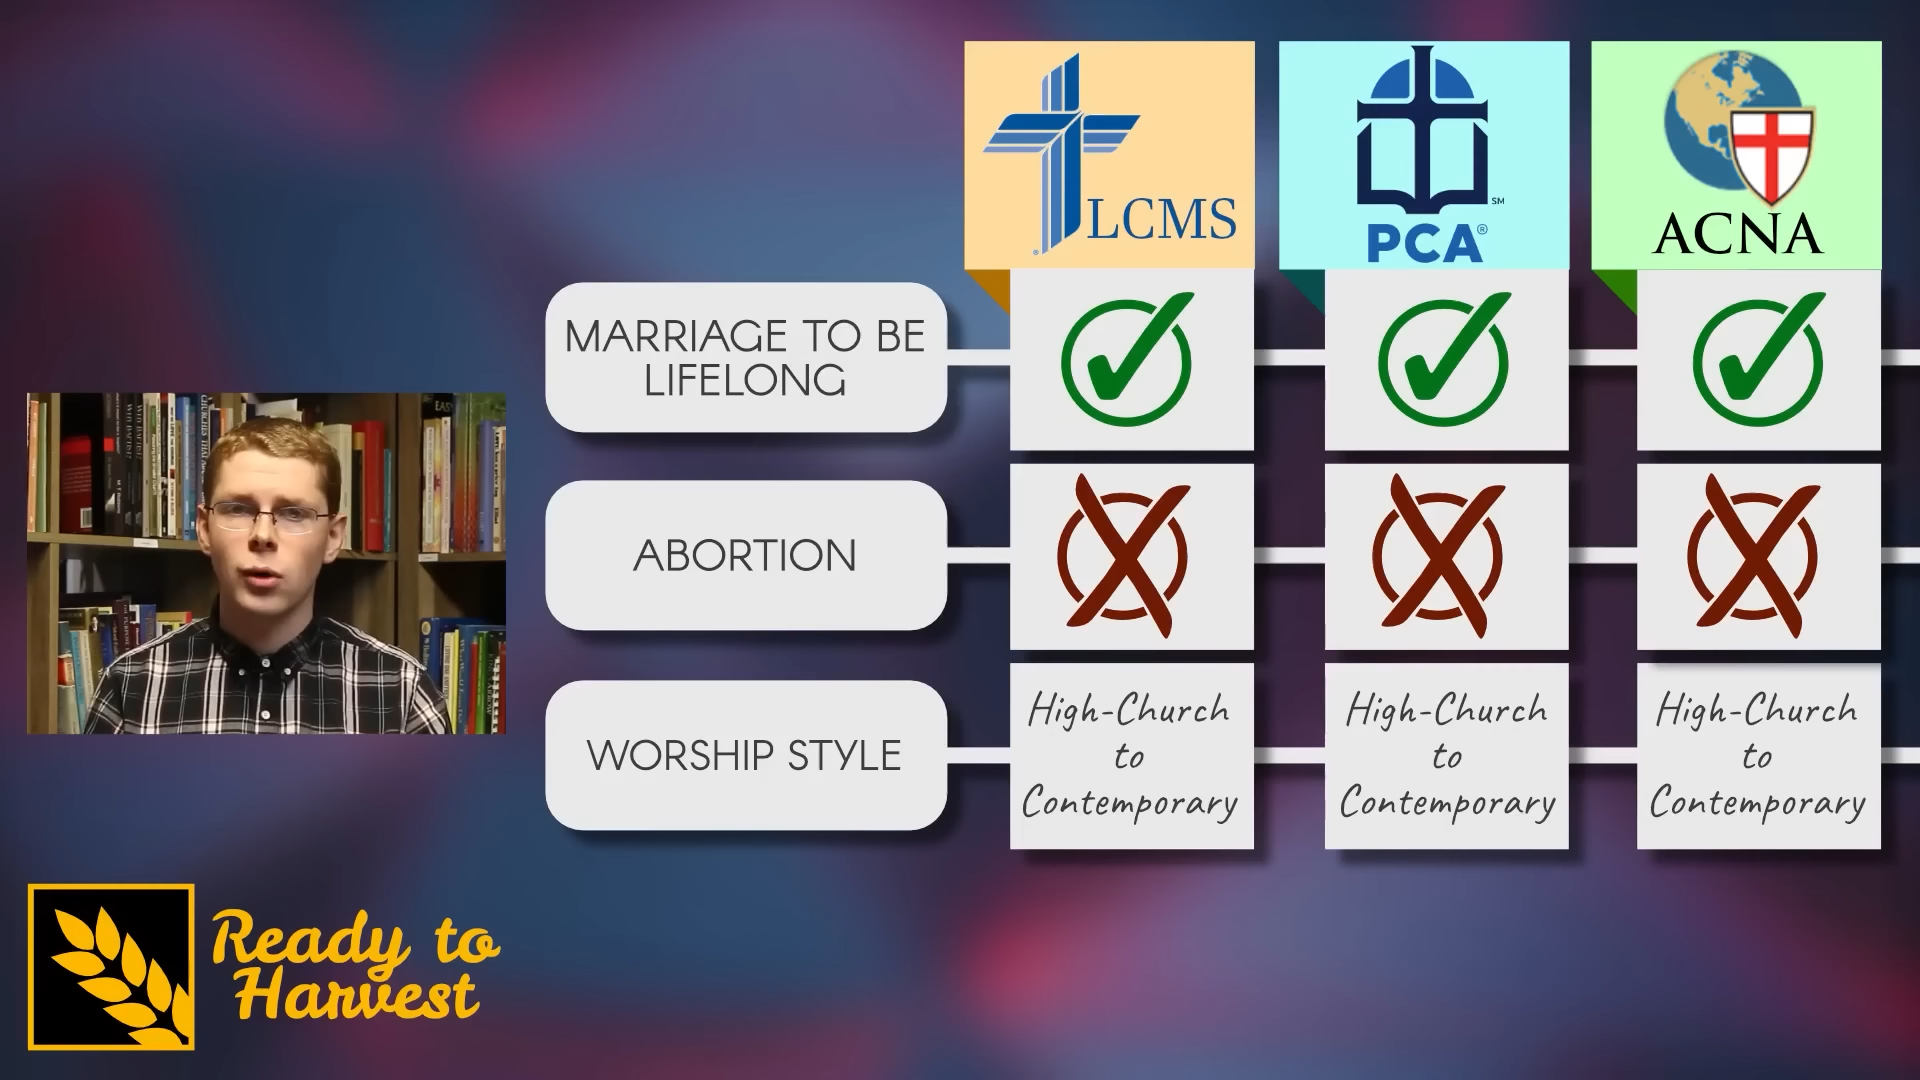 LCMS
PCA
SM
®
ACNA
MARRIAGE TO BE
LIFELONG
ABORTION
WORSHIP STYLE
High-Church
to
Contemporary
High-Church
to
Contemporary
High-Church
to
Contemporary
Ready to
Harvest